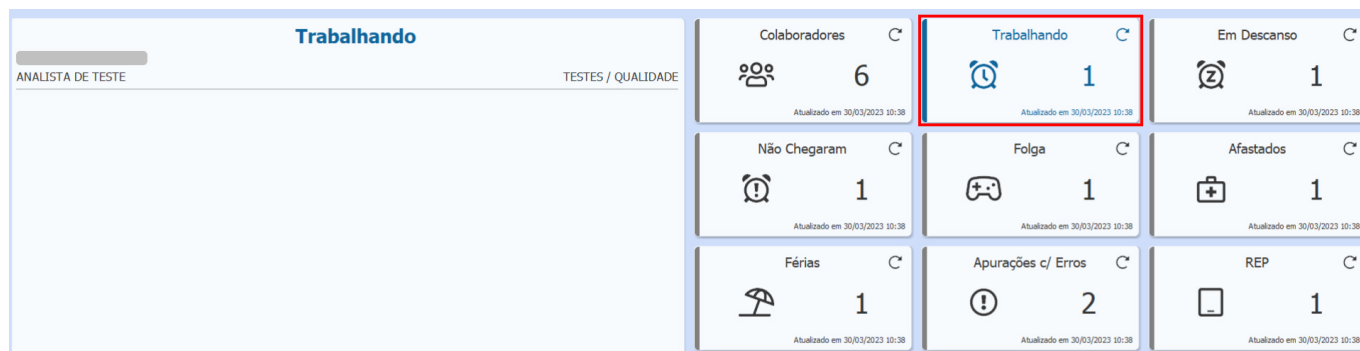 Trabalhando
ANALISTA DE TESTE TESTES / QUALIDADE
Colaboradores
6
Atualizado em 30/03/2023 10:38
Trabalhando
1
Atualizado em 30/03/2023 10:38
Em Descanso
1
Atualizado em 30/03/2023 10:38
Não Chegaram
1
Atualizado em 30/03/2023 10:38
Folga
1
Atualizado em 30/03/2023 10:38
Afastados
1
Atualizado em 30/03/2023 10:38
Férias
1
Atualizado em 30/03/2023 10:38
Apurações c/ Erros
2
Atualizado em 30/03/2023 10:38
REP
1
Atualizado em 30/03/2023 10:38